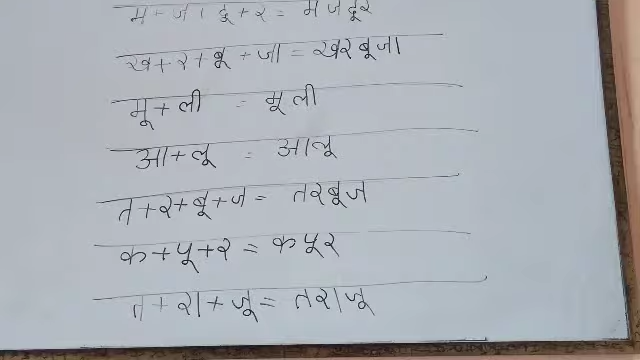 म+ज+दू+र = मजदूर
ख+र+बू+जा = खरबूजा
मू+ली = मूली
आ+लू = आलू
त+र+बू+ज = तरबूज
क+पू+र = कपूर
त+रा+जू = तराजू